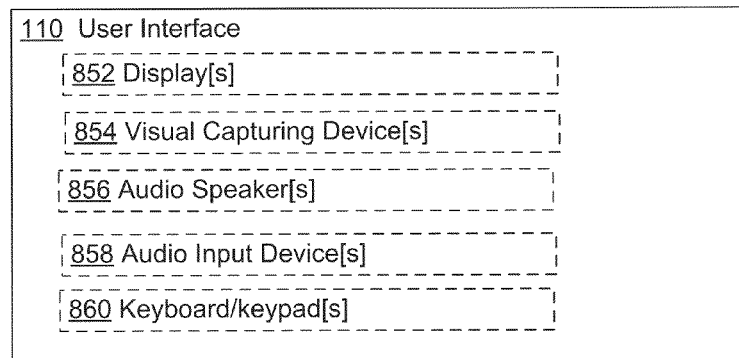 110 User Interface
852 Display[s]
854 Visual Capturing Device[s]
856 Audio Speaker[s]
858 Audio Input Device[s]
860 Keyboard/keypad[s]